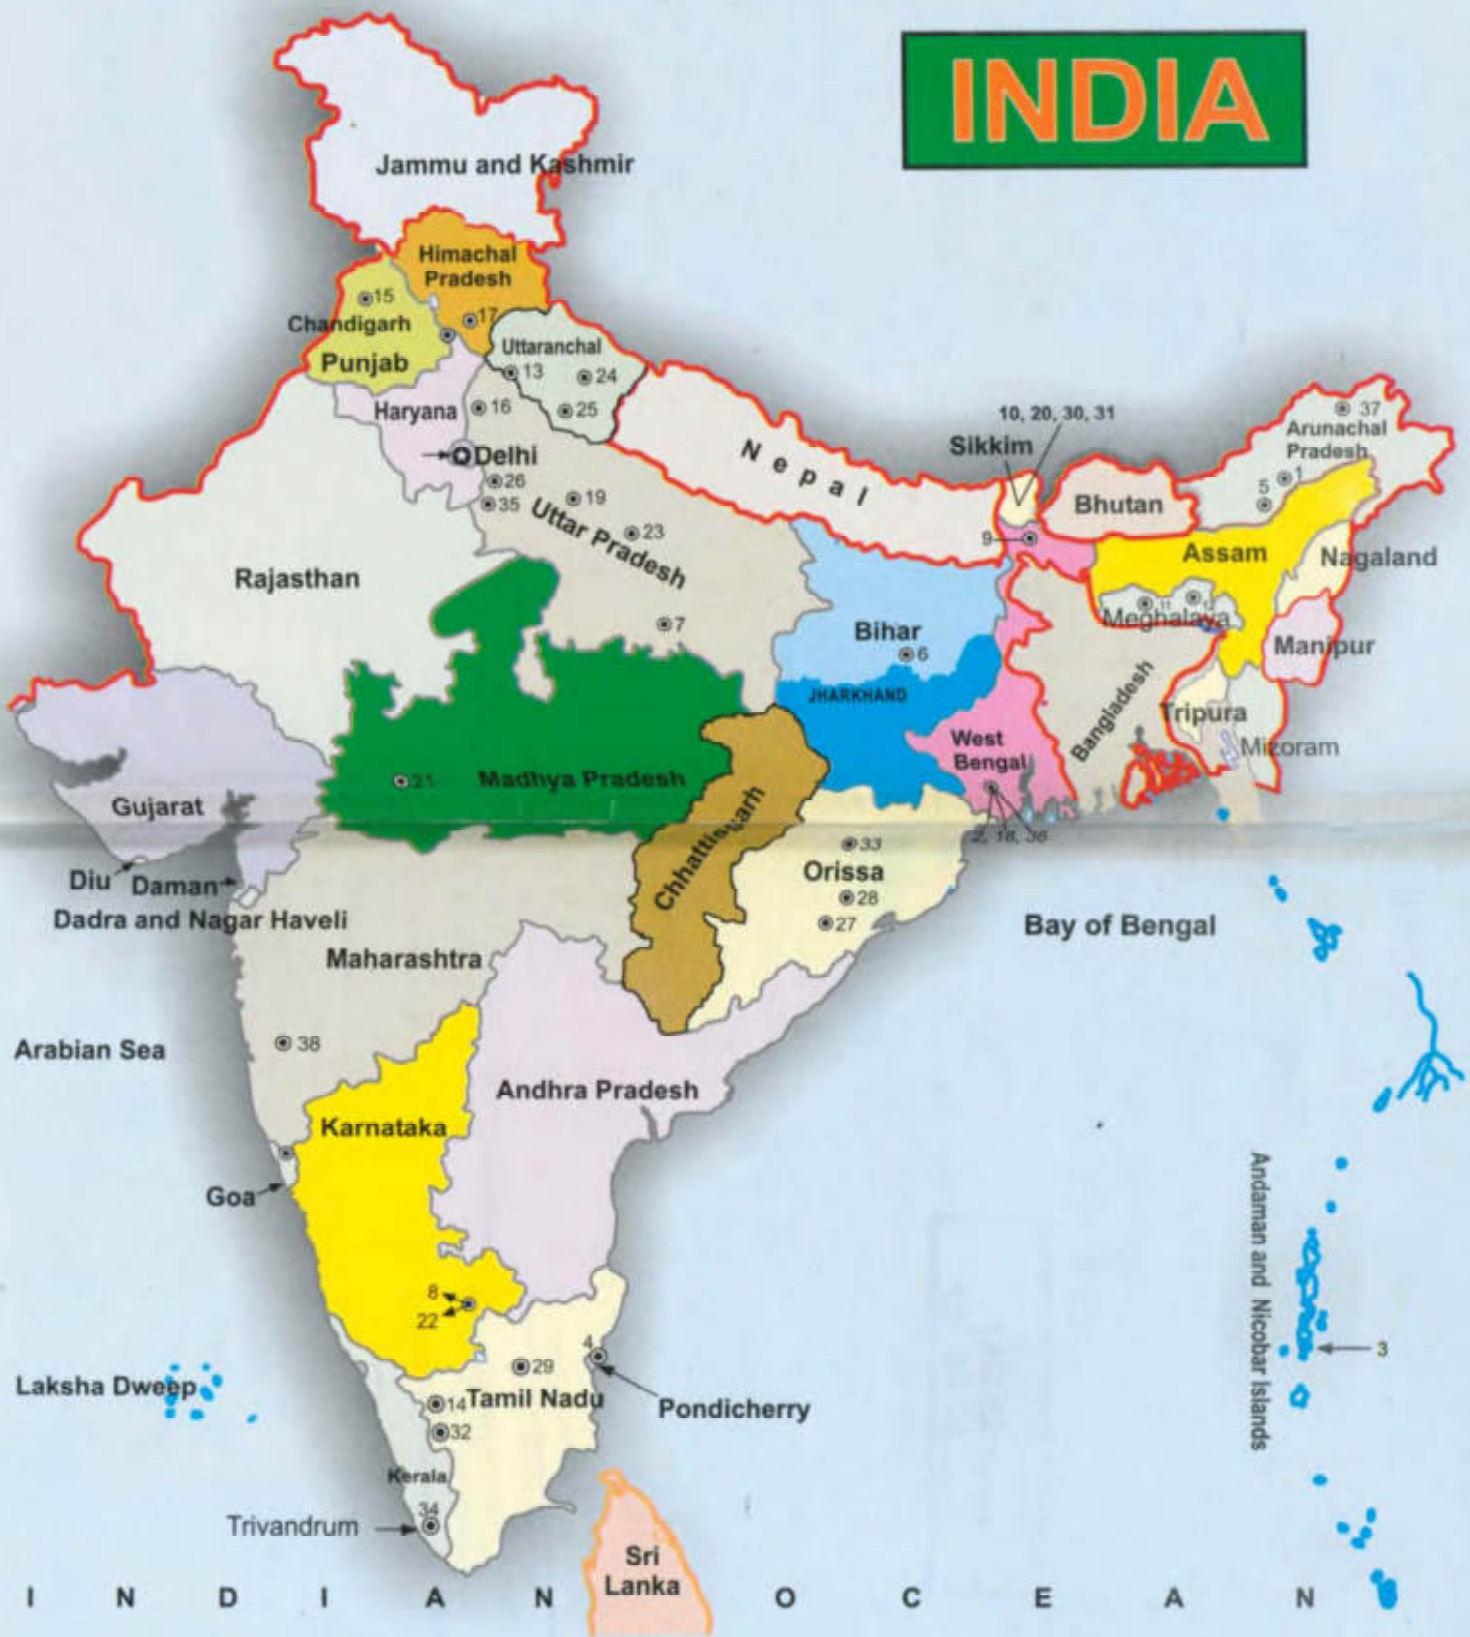 INDIA
Jammu and Kashmir
Himachal
Pradesh
15
Chandigarh
17
Punjab
Uttaranchal
13
24
25
Haryana
16
Delhi
26
35
19
23
Uttar Pradesh
7
Nepal
10, 20, 30, 31
Sikkim
9
Bhutan
37
Arunachal
Pradesh
1
5
Assam
Nagaland
11
Meghalaya
Manipur
Rajasthan
Bihar
6
JHARKHAND
West
Bengal
2, 18, 36
Bangladesh
Tripura
Mizoram
21
Madhya Pradesh
Gujarat
Diu
Daman
Dadra and Nagar Haveli
Chhattisgarh
33
Orissa
28
27
Bay of Bengal
Maharashtra
Arabian Sea
38
Andhra Pradesh
Karnataka
Goa
8
22
4
29
Pondicherry
14
Tamil Nadu
32
Laksha Dweep
Kerala
34
Trivandrum
Andaman and Nicobar Islands
3
Sri
Lanka
INDIAN OCEAN